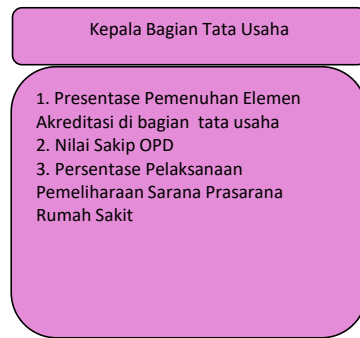 Kepala Bagian Tata Usaha
1. Presentase Pemenuhan Elemen
Akreditasi di bagian tata usaha
2. Nilai Sakip OPD
3. Persentase Pelaksanaan
Pemeliharaan Sarana Prasarana
Rumah Sakit